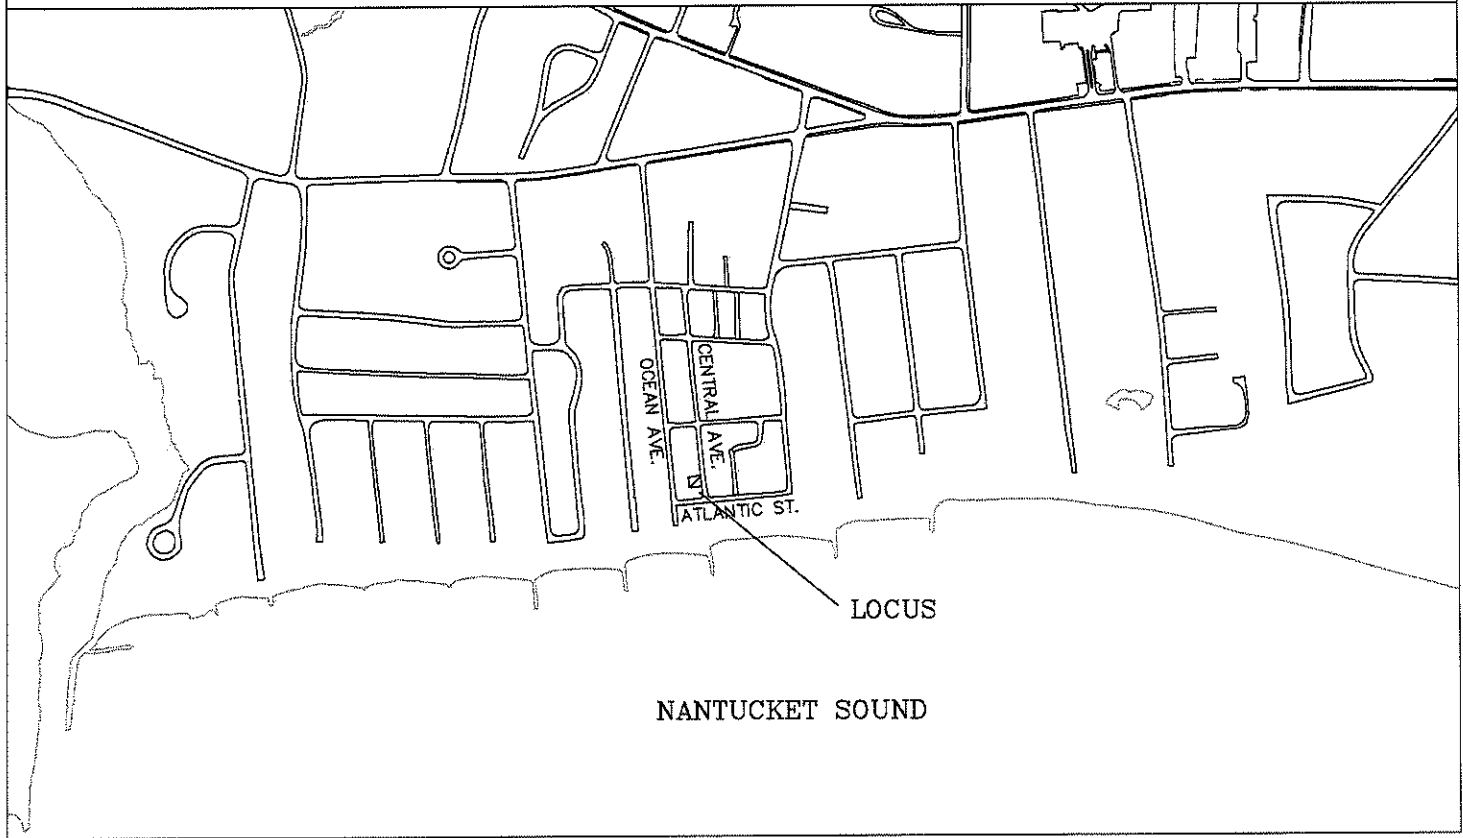 OCEAN AVE.
CENTRAL AVE.
ATLANTIC ST.
LOCUS
NANTUCKET SOUND